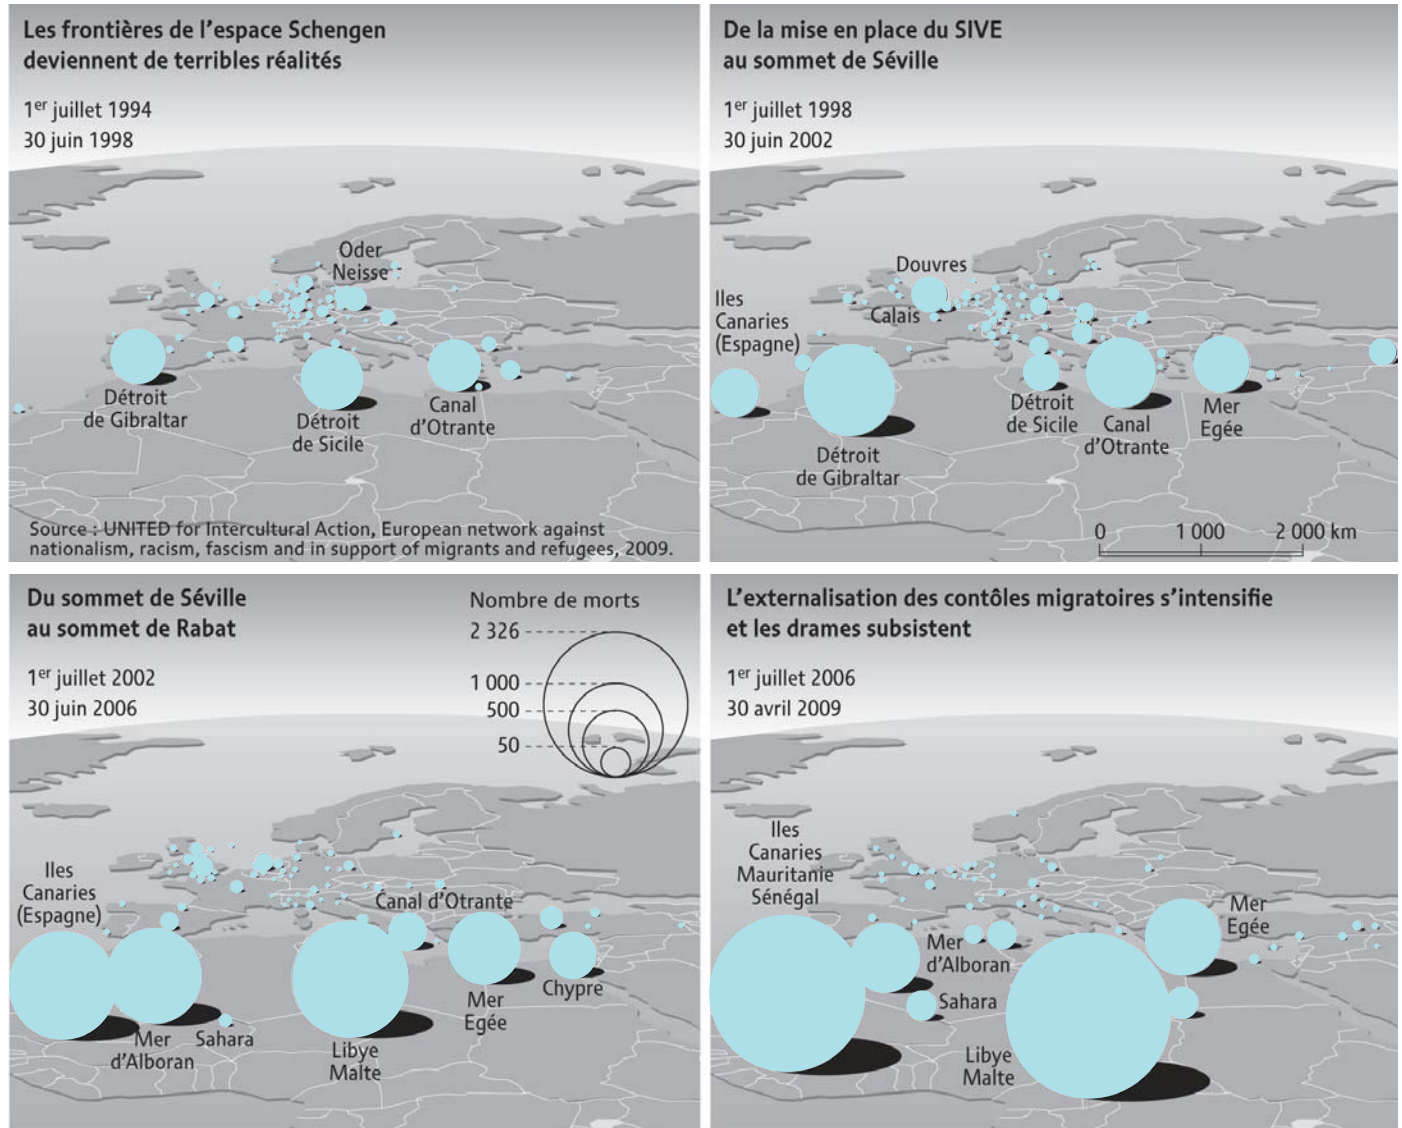 Les frontières de l'espace Schengen
deviennent de terribles réalités
1er juillet 1994
30 juin 1998
Oder
Neisse
Détroit
de Gibraltar
Détroit
de Sicile
Canal
d'Otrante
Source : UNITED for Intercultural Action, European network against
nationalism, racism, fascism and in support of migrants and refugees, 2009.
De la mise en place du SIVE
au sommet de Séville
1er juillet 1998
30 juin 2002
Douvres
Calais
Iles
Canaries
(Espagne)
Détroit
de Gibraltar
Détroit
de Sicile
Canal
d'Otrante
Mer
Egée
0 1 000 2 000 km
Du sommet de Séville
au sommet de Rabat
1er juillet 2002
30 juin 2006
Nombre de morts
2 326
1 000
500
50
Iles
Canaries
(Espagne)
Canal d'Otrante
Mer
d'Alboran
Sahara
Libye
Malte
Mer
Egée
Chypre
L'externalisation des contôles migratoires s'intensifie
et les drames subsistent
1er juillet 2006
30 avril 2009
Iles
Canaries
Mauritanie
Sénégal
Mer
d'Alboran
Sahara
Libye
Malte
Mer
Egée